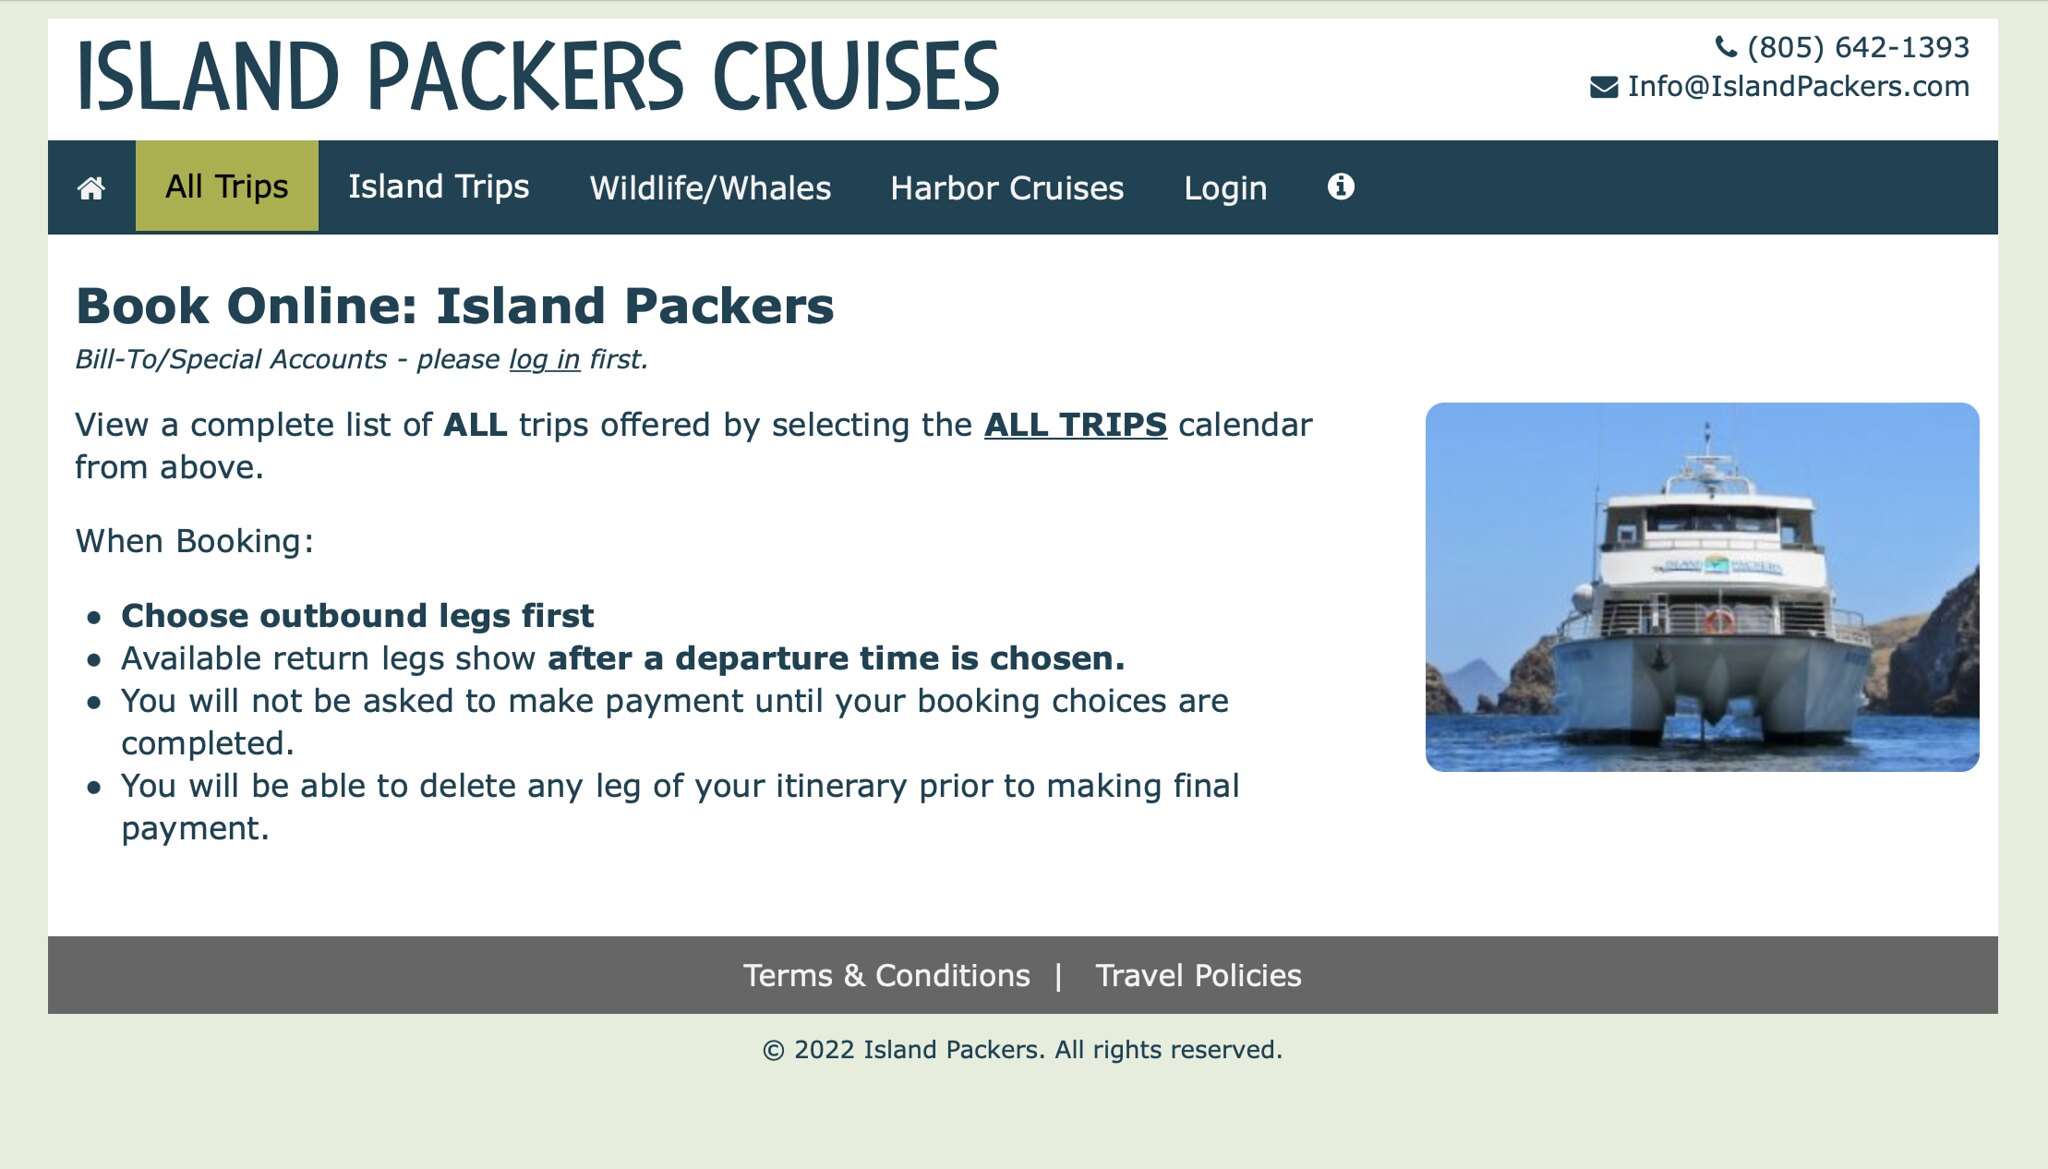 ISLAND PACKERS CRUISES
(805) 642-1393
Info@IslandPackers.com
All Trips
Island Trips
Wildlife/Whales
Harbor Cruises
Login
Book Online: Island Packers
Bill-To/Special Accounts - please log in first.
View a complete list of ALL trips offered by selecting the ALL TRIPS calendar
from above.
When Booking:
• Choose outbound legs first
• Available return legs show after a departure time is chosen.
• You will not be asked to make payment until your booking choices are
completed.
• You will be able to delete any leg of your itinerary prior to making final
payment.
ISLAND PACKERS
Terms & Conditions | Travel Policies
© 2022 Island Packers. All rights reserved.